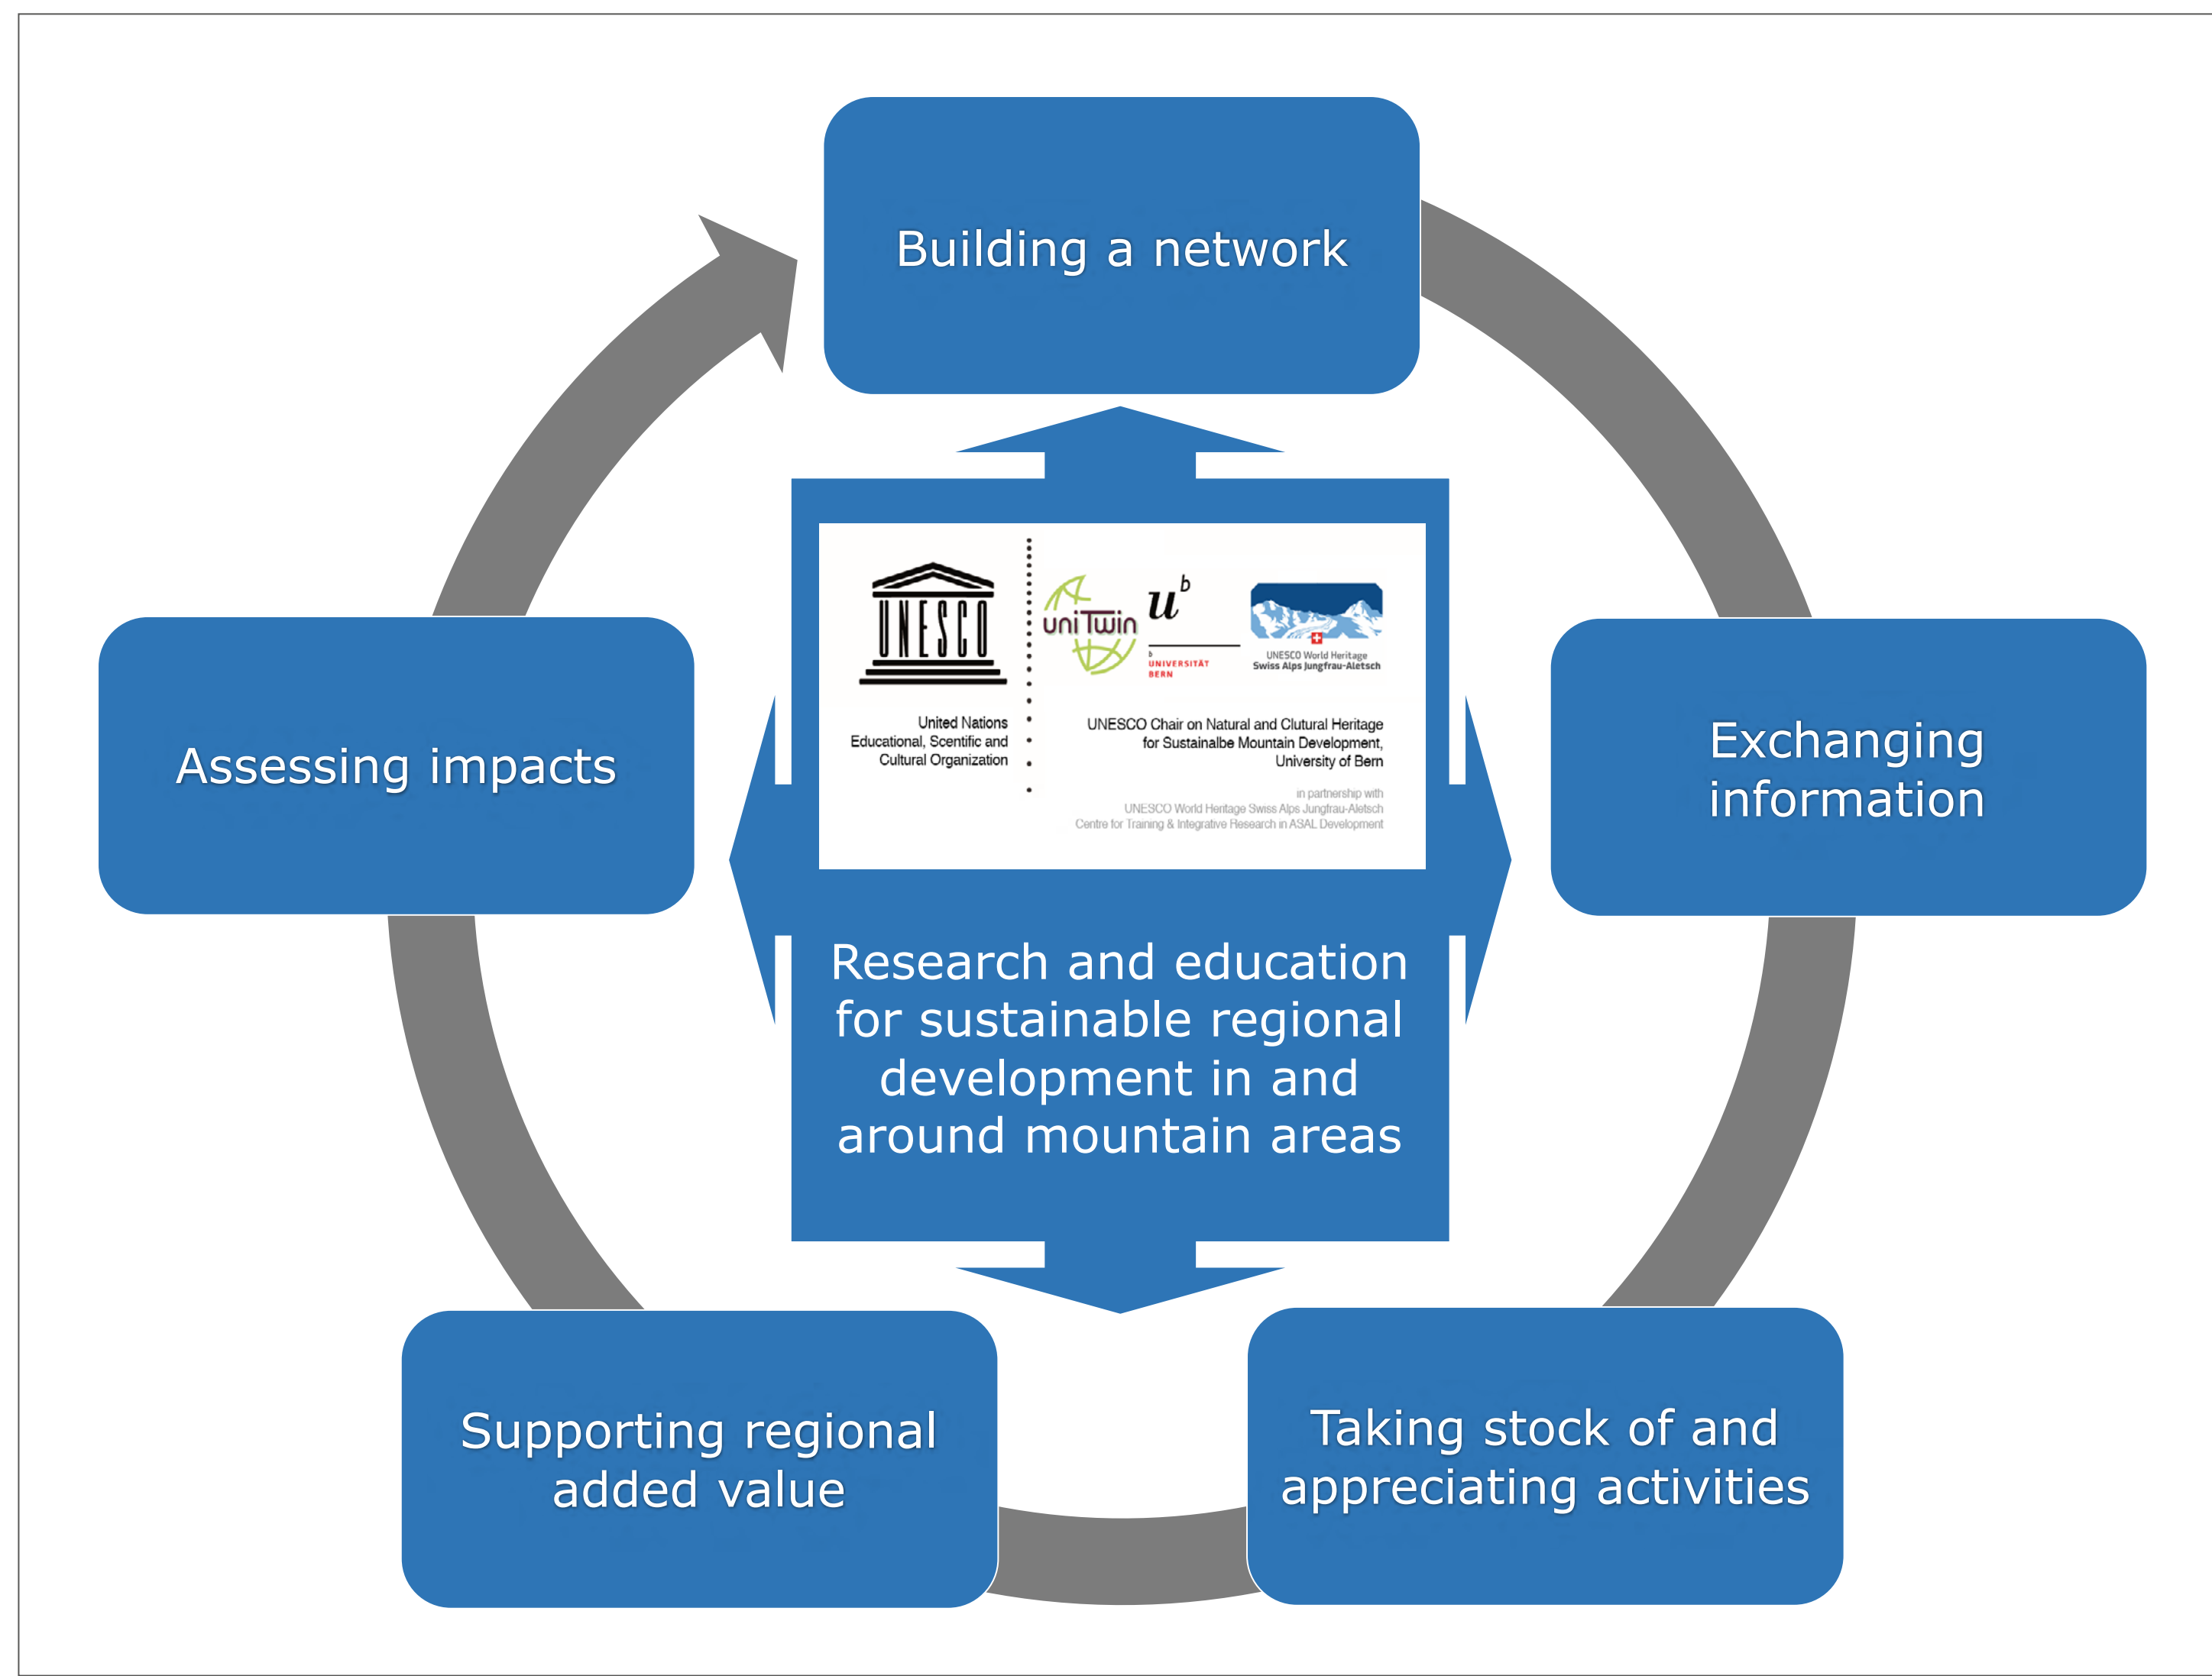 Building a network
UNESCO
uniTwin
u
b
b
UNIVERSITÄT
BERN
UNESCO World Heritage
Swiss Alps Jungfrau-Aletsch
United Nations
Educational, Scentific and
Cultural Organization
UNESCO Chair on Natural and Clutural Heritage
for Sustainalbe Mountain Development,
University of Bern
in partnership with
UNESCO World Heritage Swiss Alps Jungfrau-Aletsch
Centre for Training & Integrative Research in ASAL Development
Assessing impacts
Exchanging
information
Research and education
for sustainable regional
development in and
around mountain areas
Supporting regional
added value
Taking stock of and
appreciating activities